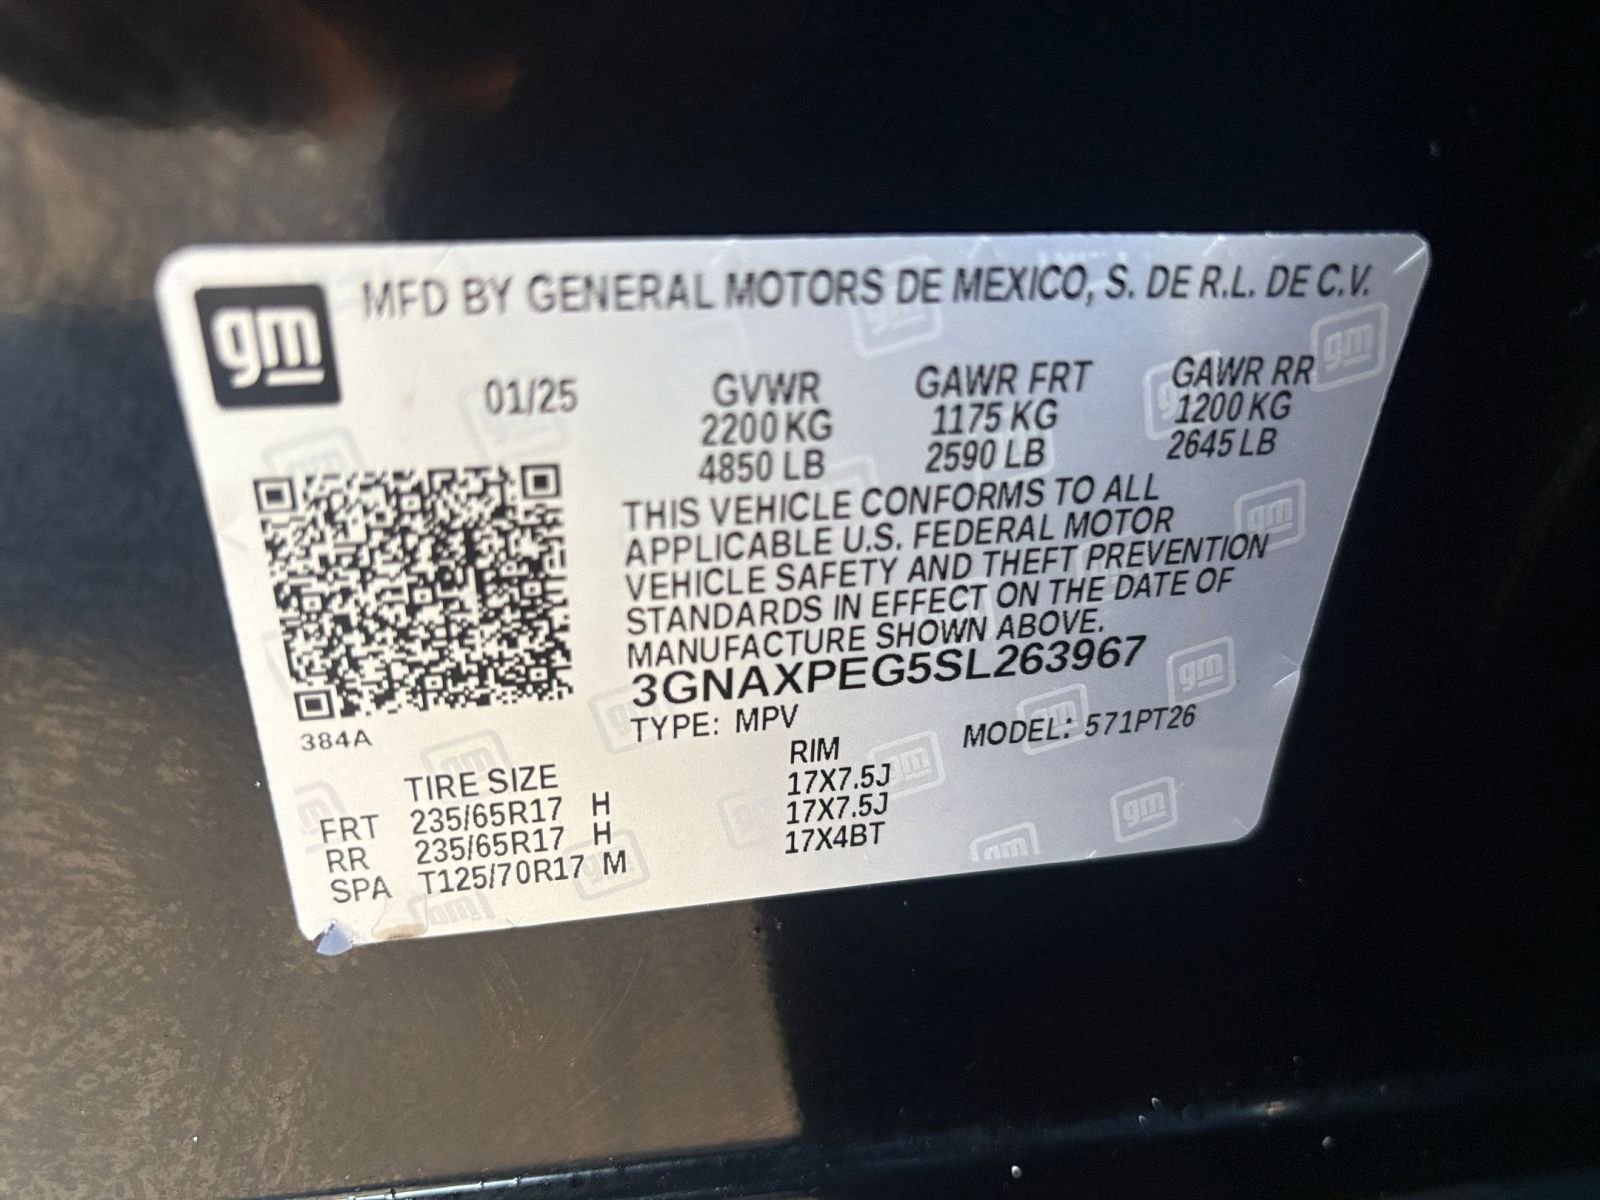 gm MFD BY GENERAL MOTORS DE MEXICO, S. DE R.L. DE C.V.
01/25 GVWR GAWR FRT GAWR RR
2200 KG 1175 KG 1200 KG
4850 LB 2590 LB 2645 LB
THIS VEHICLE CONFORMS TO ALL
APPLICABLE U.S. FEDERAL MOTOR
VEHICLE SAFETY AND THEFT PREVENTION
STANDARDS IN EFFECT ON THE DATE OF
MANUFACTURE SHOWN ABOVE.
3GNAXPEG5SL263967
384A
TYPE: MPV MODEL: 571PT26
TIRE SIZE RIM
FRT 235/65R17 H 17X7.5J
RR 235/65R17 H 17X7.5J
SPA T125/70R17 M 17X4BT